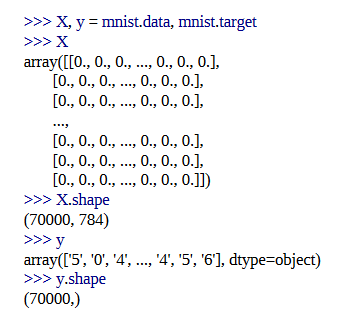 >>> X, y = mnist.data, mnist.target
>>> X
array([[0., 0., 0., ..., 0., 0., 0.],
[0., 0., 0., ..., 0., 0., 0.],
[0., 0., 0., ..., 0., 0., 0.],
...,
[0., 0., 0., ..., 0., 0., 0.],
[0., 0., 0., ..., 0., 0., 0.],
[0., 0., 0., ..., 0., 0., 0.]])
>>> X.shape
(70000, 784)
>>> y
array(['5', '0', '4', ..., '4', '5', '6'], dtype=object)
>>> y.shape
(70000,)